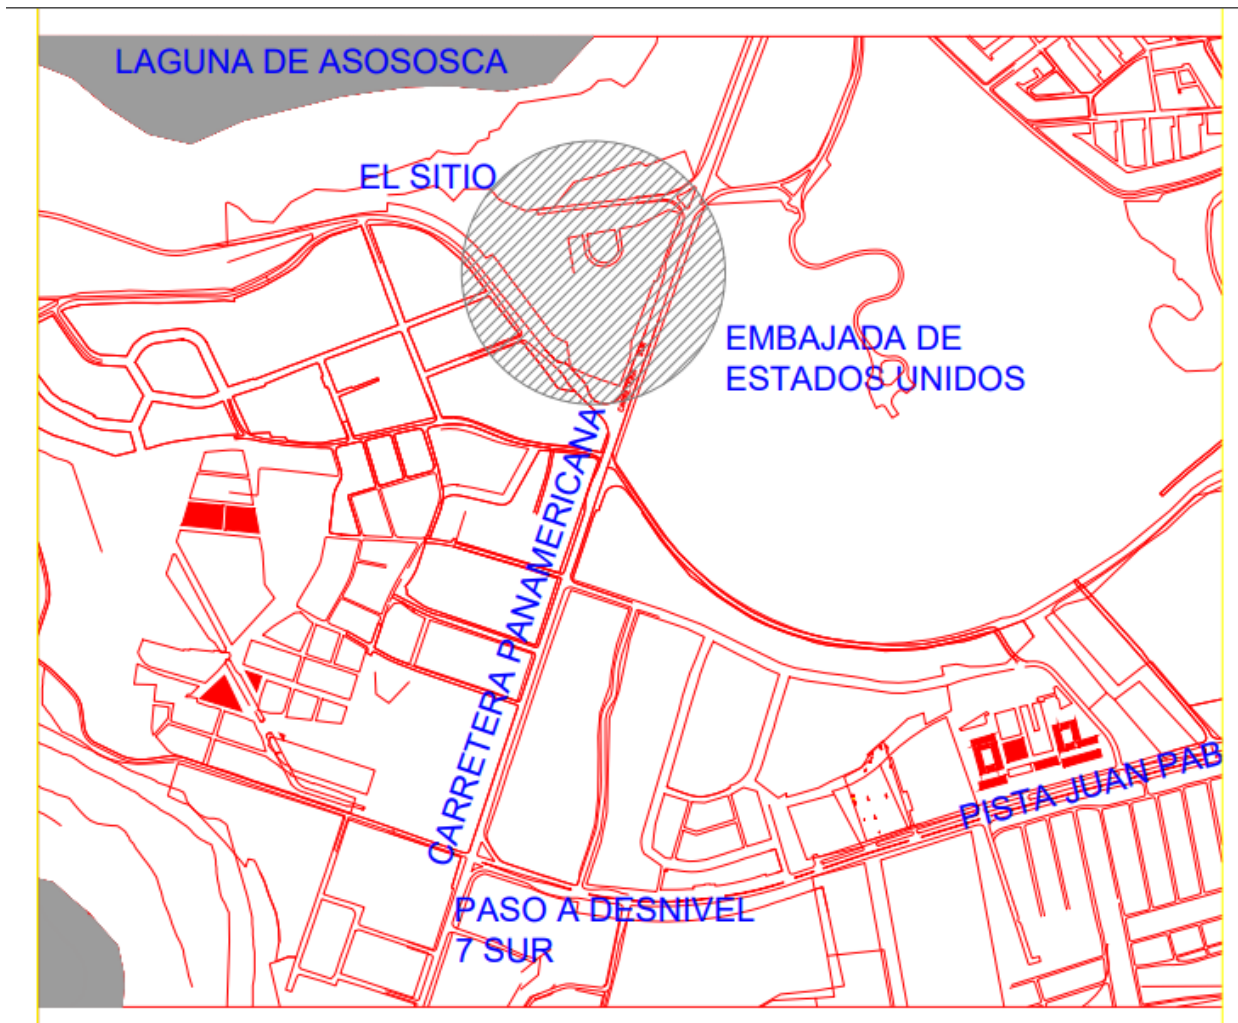 LAGUNA DE ASOSOSCA
EL SITIO
EMBAJADA DE
ESTADOS UNIDOS
CARRETERA PANAMERICANA
PISTA JUAN PAB
PASO A DESNIVEL
7 SUR